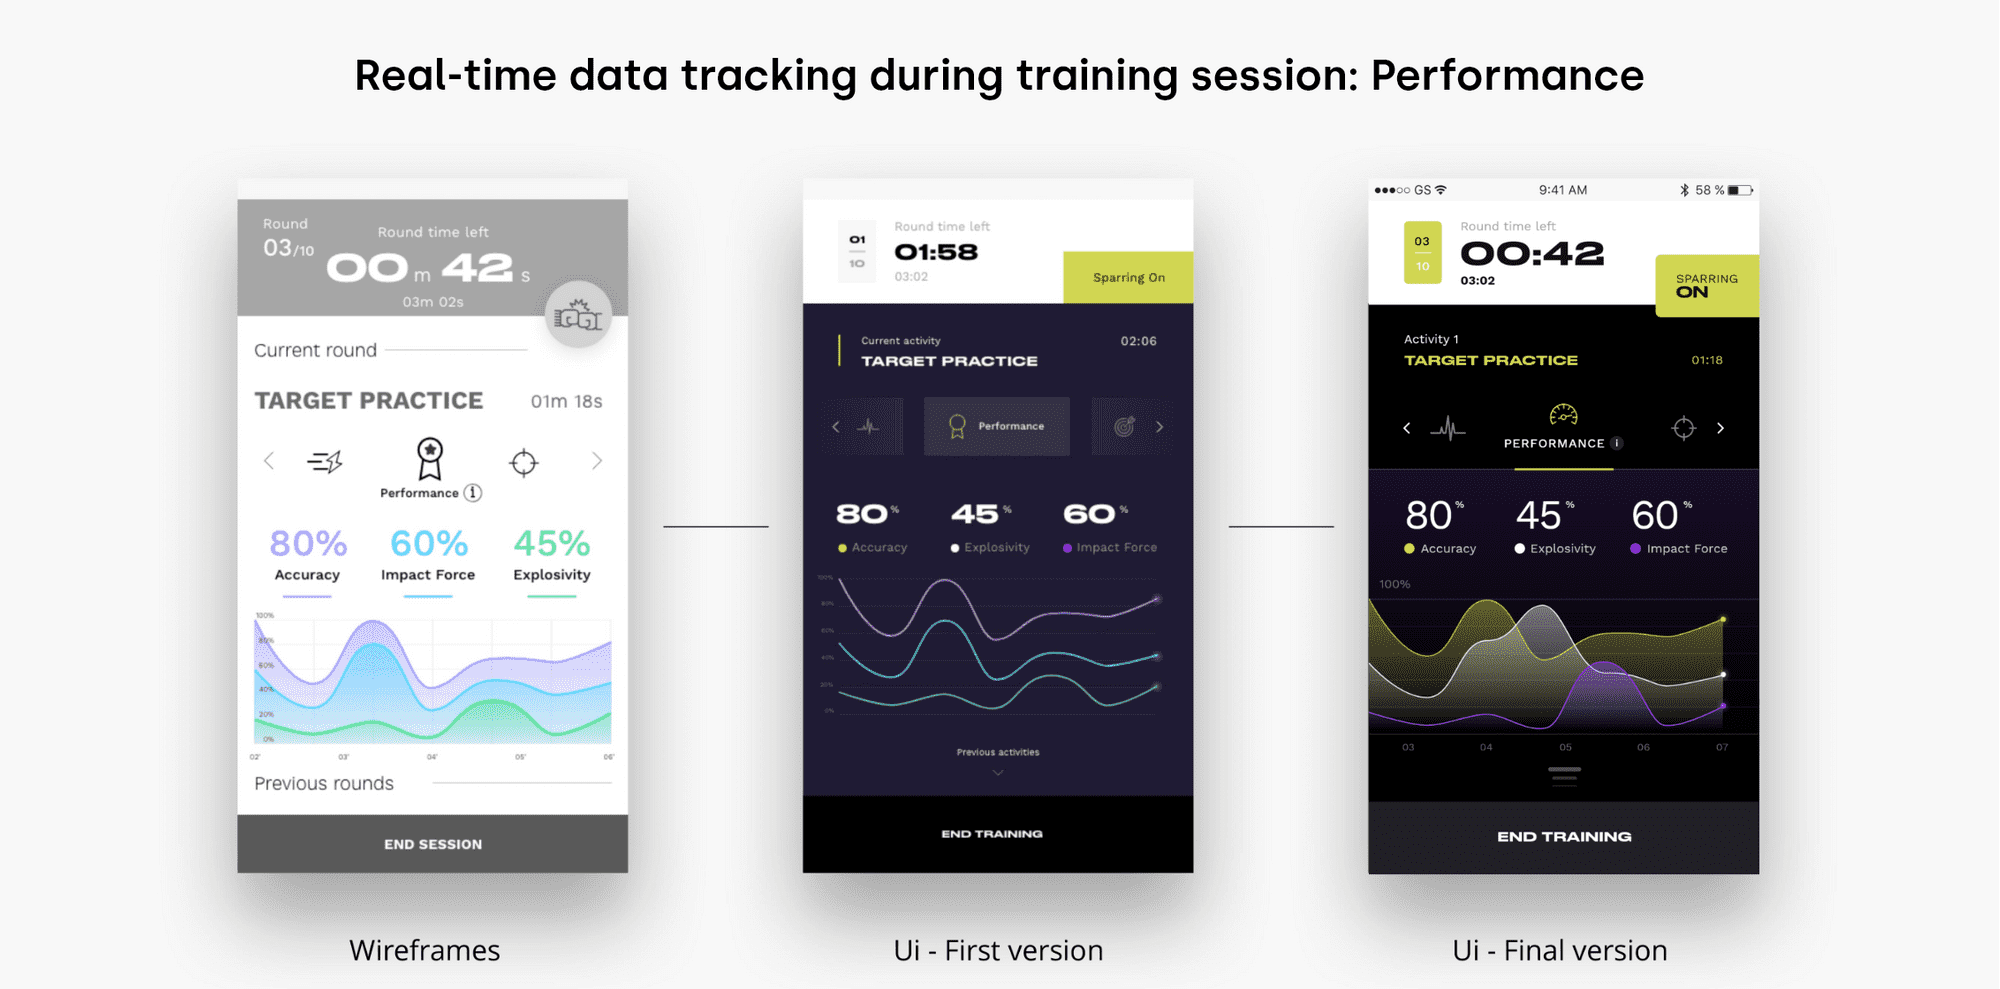 Real-time data tracking during training session: Performance
Round
03/10
Round time left
00 m 42 s
03m 02s
Current round
TARGET PRACTICE 01m 18s
Performance i
80% 60% 45%
Accuracy Impact Force Explosivity
100%
80%
60%
40%
20%
0%
02' 03' 04' 05' 06'
Previous rounds
END SESSION
Wireframes
01
10
Round time left
01:58
03:02
Sparring On
Current activity
TARGET PRACTICE 02:06
Performance
80% 45% 60%
Accuracy Explosivity Impact Force
100%
80%
60%
40%
20%
0%
Previous activities
END TRAINING
Ui - First version
GS 9:41 AM 58 %
03
10
Round time left
00:42
03:02
SPARRING
ON
Activity 1
TARGET PRACTICE 01:18
PERFORMANCE i
80% 45% 60%
Accuracy Explosivity Impact Force
100%
03 04 05 06 07
END TRAINING
Ui - Final version